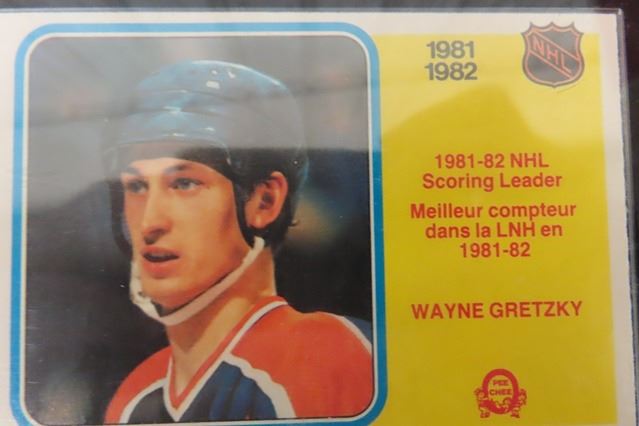 1981
1982
NHL
1981-82 NHL
Scoring Leader
Meilleur compteur
dans la LNH en
1981-82
WAYNE GRETZKY
PEE
CHEE